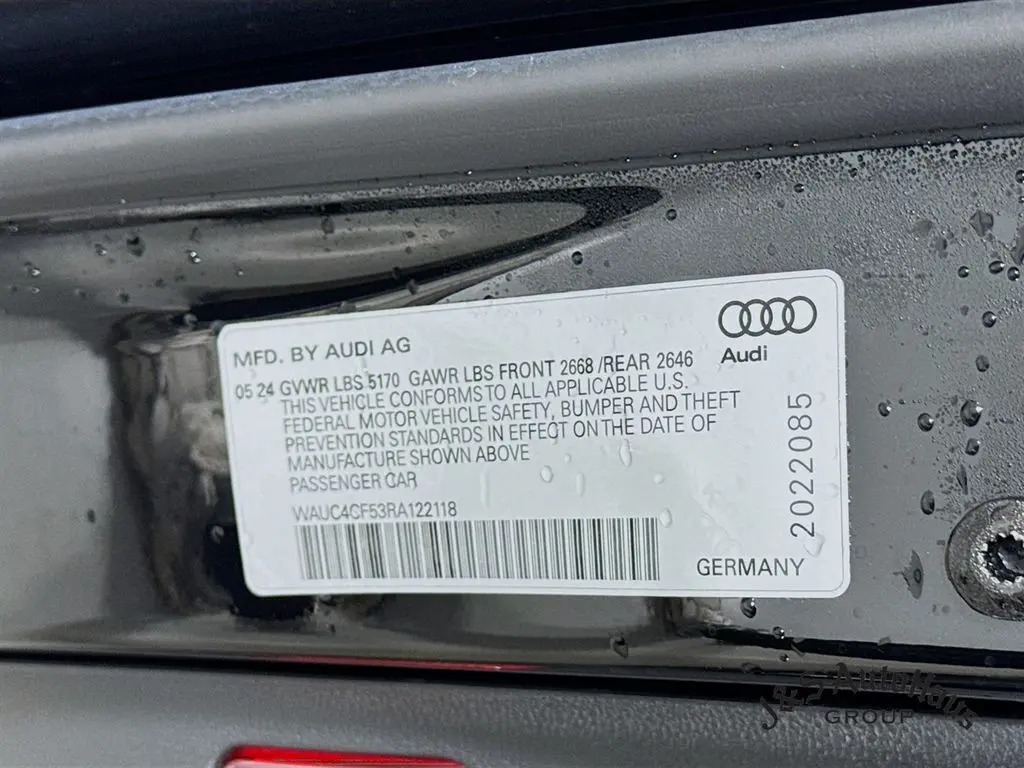 MFD. BY AUDI AG
Audi
05 24 GVWR LBS 5170 GAWR LBS FRONT 2668 /REAR 2646
THIS VEHICLE CONFORMS TO ALL APPLICABLE U.S.
FEDERAL MOTOR VEHICLE SAFETY, BUMPER AND THEFT
PREVENTION STANDARDS IN EFFECT ON THE DATE OF
MANUFACTURE SHOWN ABOVE
PASSENGER CAR
WAUC4CF53RA122118
2022085
GERMANY
J&S AutoHaus
GROUP